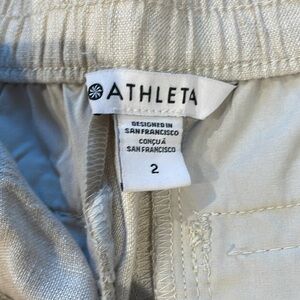 ATHLETA
DESIGNED IN
SAN FRANCISCO
CONÇU À
SAN FRANCISCO
2